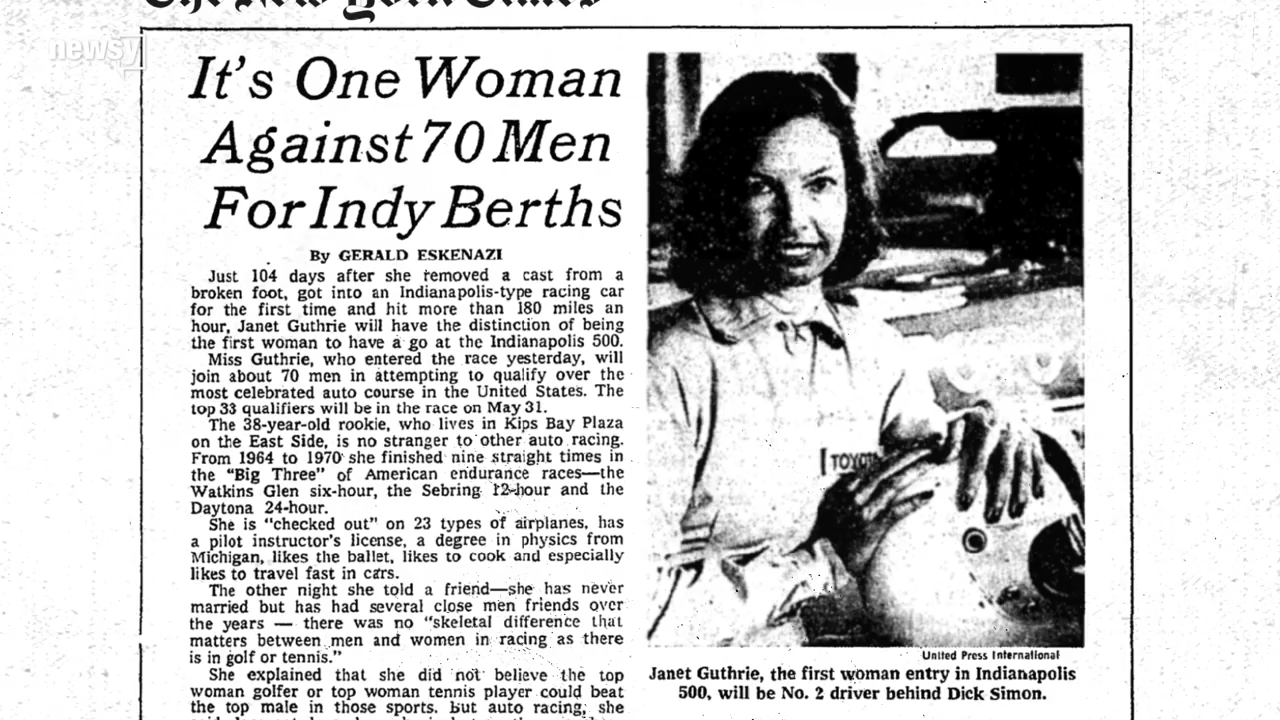 The New York Times
newsy
It's One Woman
Against 70 Men
For Indy Berths
By GERALD ESKENAZI
Just 104 days after she removed a cast from a
broken foot, got into an Indianapolis-type racing car
for the first time and hit more than 180 miles an
hour, Janet Guthrie will have the distinction of being
the first woman to have a go at the Indianapolis 500.
Miss Guthrie, who entered the race yesterday, will
join about 70 men in attempting to qualify over the
most celebrated auto course in the United States. The
top 33 qualifiers will be in the race on May 31.
The 38-year-old rookie, who lives in Kips Bay Plaza
on the East Side, is no stranger to other auto racing.
From 1964 to 1970 she finished nine straight times in
the "Big Three" of American endurance races—the
Watkins Glen six-hour, the Sebring 12-hour and the
Daytona 24-hour.
She is "checked out" on 23 types of airplanes, has
a pilot instructor's license, a degree in physics from
Michigan, likes the ballet, likes to cook and especially
likes to travel fast in cars.
The other night she told a friend—she has never
married but has had several close men friends over
the years — there was no "skeletal difference that
matters between men and women in racing as there
is in golf or tennis."
She explained that she did not believe the top
woman golfer or top woman tennis player could beat
the top male in those sports. But auto racing, she
TOYOTA
United Press International
Janet Guthrie, the first woman entry in Indianapolis
500, will be No. 2 driver behind Dick Simon.